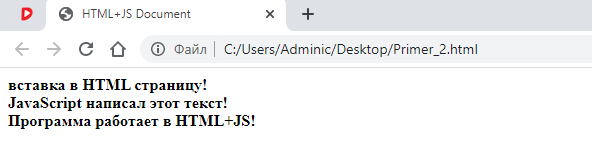 HTML+JS Document
Файл C:/Users/Adminic/Desktop/Primer_2.html
вставка в HTML страницу!
JavaScript написал этот текст!
Программа работает в HTML+JS!